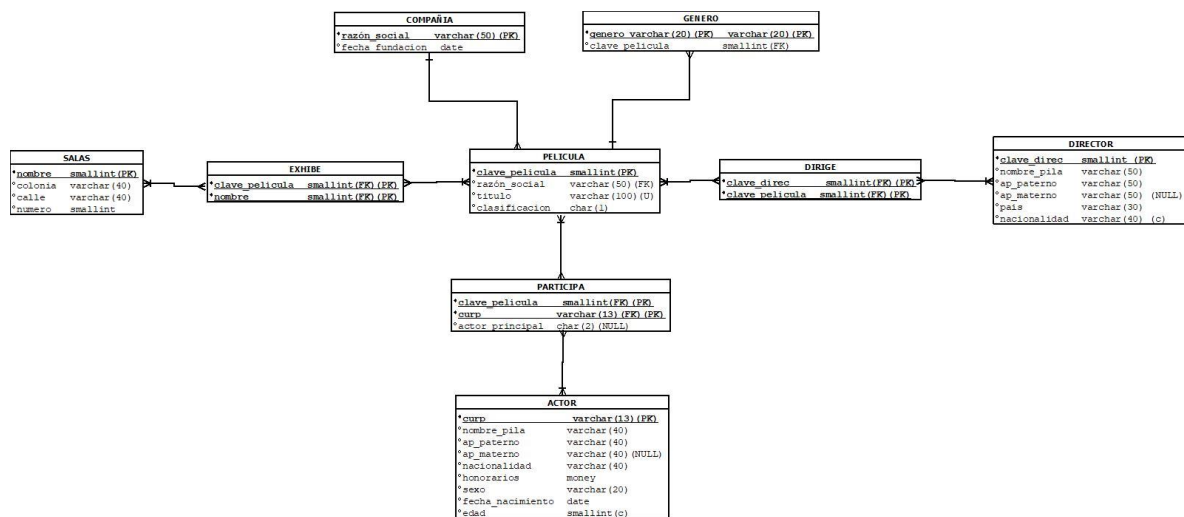 COMPAÑIA
*razón_social varchar(50)(PK)
°fecha_fundacion date
GENERO
*genero varchar(20)(PK) varchar(20)(PK)
°clave_pelicula smallint(FK)
SALAS
*nombre smallint(PK)
°colonia varchar(40)
°calle varchar(40)
°numero smallint
EXHIBE
*clave_pelicula smallint(FK)(PK)
*nombre smallint(FK)(PK)
PELICULA
*clave_pelicula smallint(PK)
°razón_social varchar(50)(FK)
°titulo varchar(100)(U)
°clasificacion char(1)
DIRIGE
*clave_direc smallint(FK)(PK)
*clave_pelicula smallint(FK)(PK)
DIRECTOR
*clave_direc smallint (PK)
°nombre_pila varchar(50)
°ap_paterno varchar(50)
°ap_materno varchar(50) (NULL)
°pais varchar(30)
°nacionalidad varchar(40) (c)
PARTICIPA
*clave_pelicula smallint(FK)(PK)
*curp varchar(13)(FK)(PK)
°actor_principal char(2)(NULL)
ACTOR
*curp varchar(13)(PK)
°nombre_pila varchar(40)
°ap_paterno varchar(40)
°ap_materno varchar(40)(NULL)
°nacionalidad varchar(40)
°honorarios money
°sexo varchar(20)
°fecha_nacimiento date
°edad smallint(c)